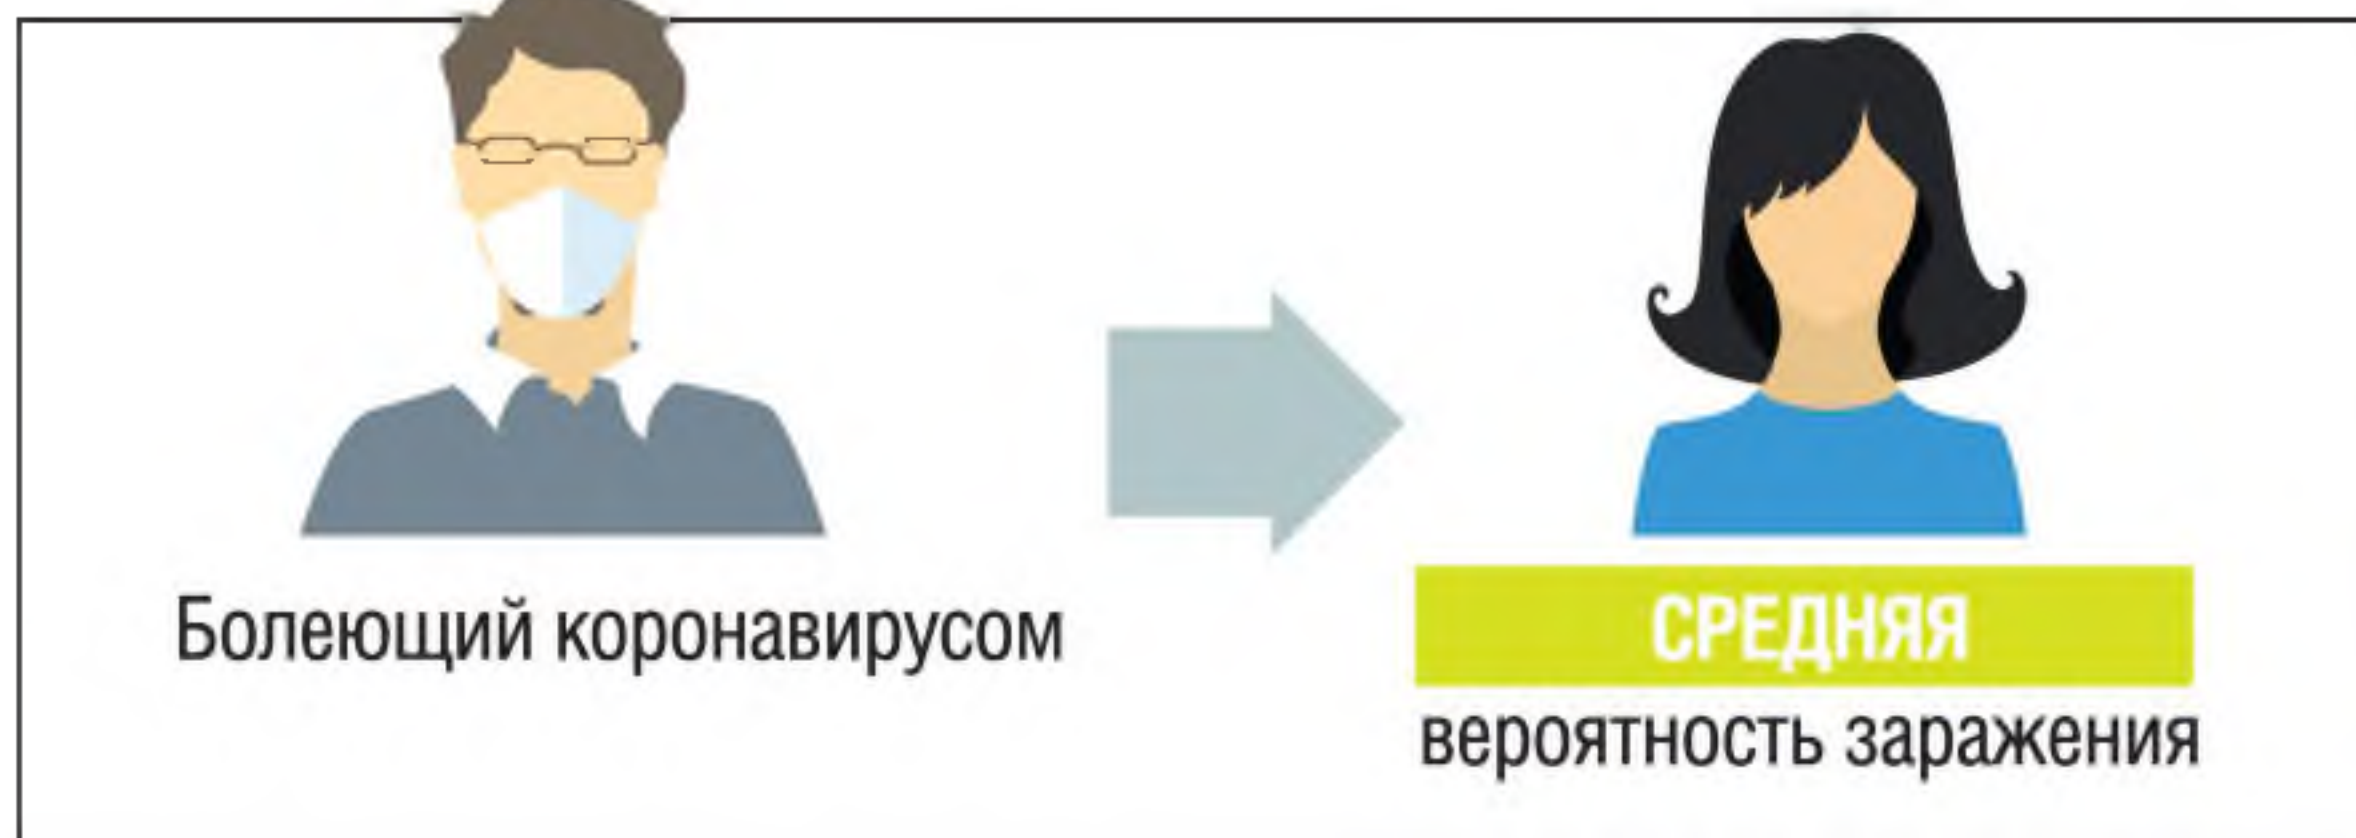 Болеющий коронавирусом
СРЕДНЯЯ
вероятность заражения